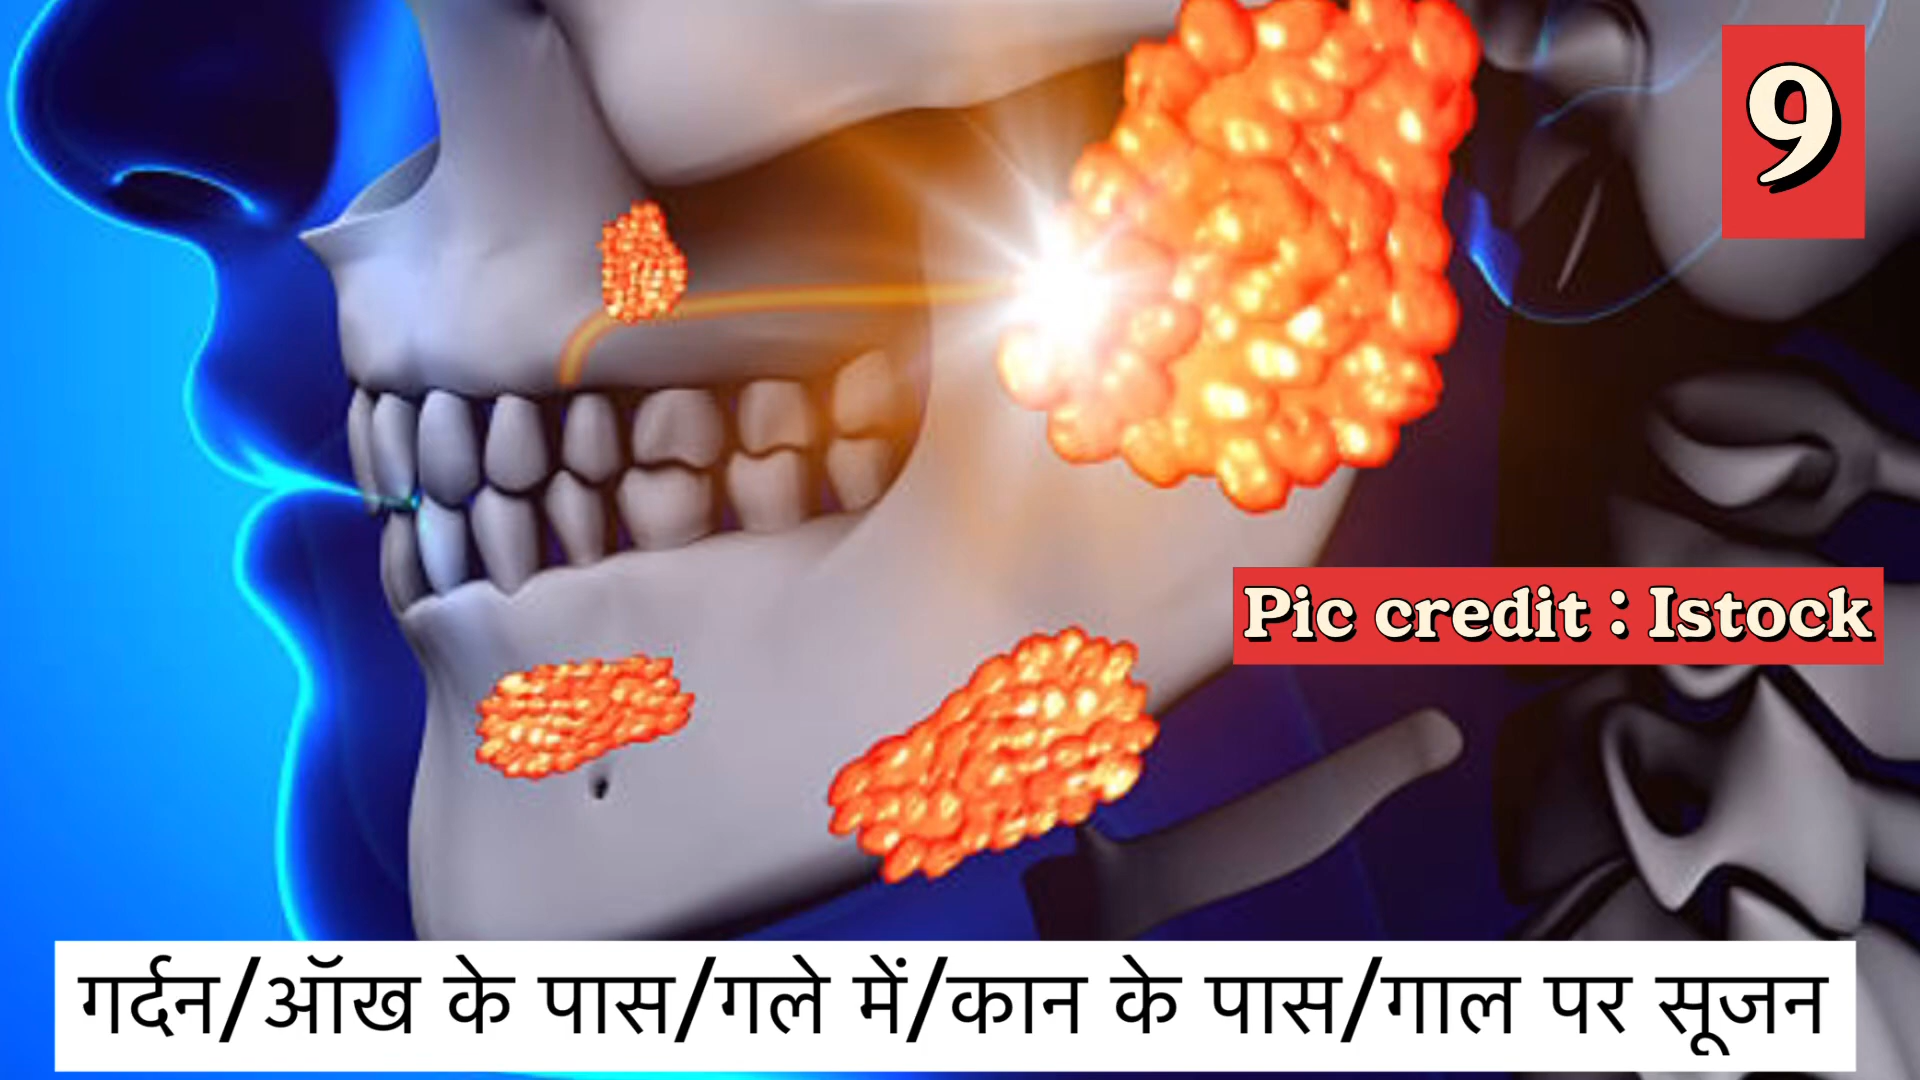 9
Pic credit : Istock
गर्दन/ऑख के पास/गले में/कान के पास/गाल पर सूजन